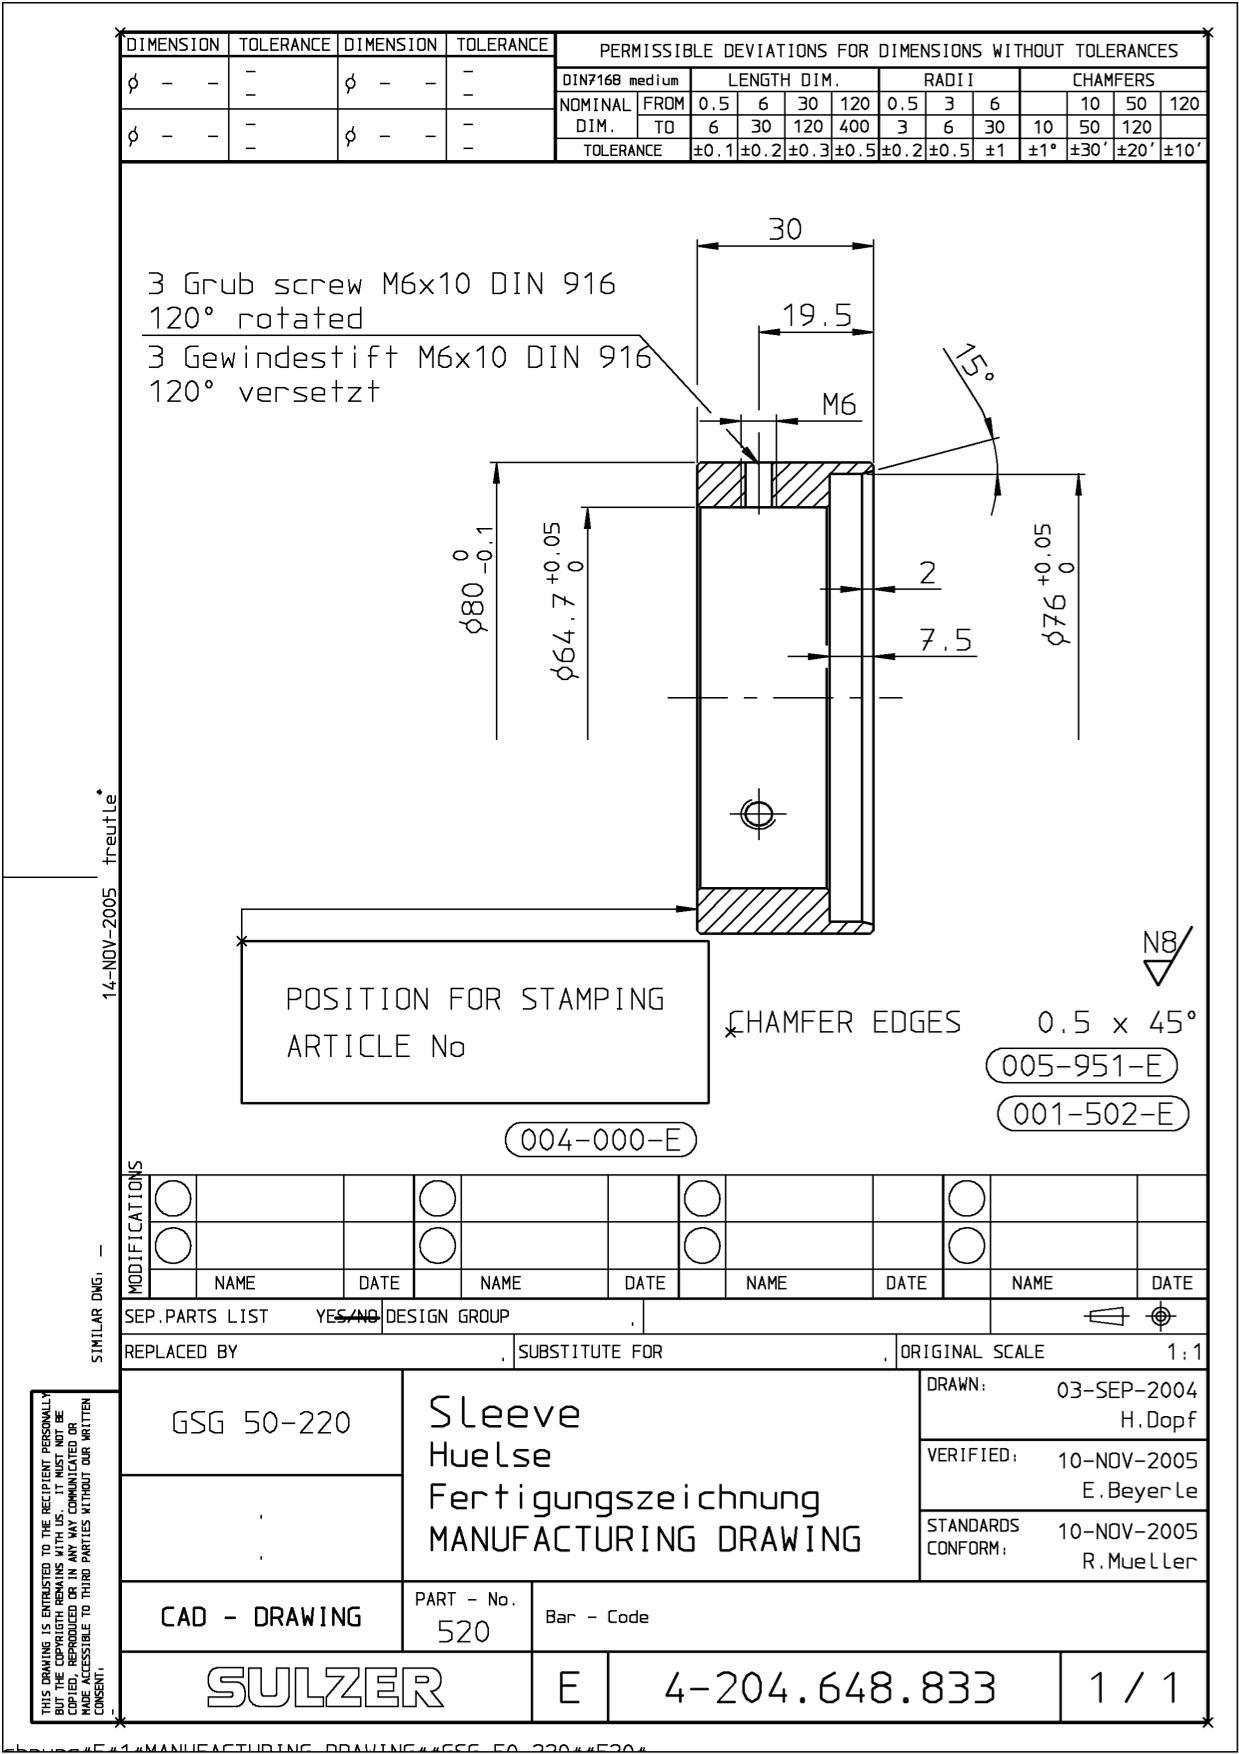 DIMENSION TOLERANCE DIMENSION TOLERANCE
ϕ - - - - ϕ - - - -
ϕ - - - - ϕ - - - -
PERMISSIBLE DEVIATIONS FOR DIMENSIONS WITHOUT TOLERANCES
DIN7168 medium LENGTH DIM. RADII CHAMFERS
NOMINAL FROM 0.5 6 30 120 0.5 3 6 10 50 120
DIM. TO 6 30 120 400 3 6 30 10 50 120
TOLERANCE ±0.1 ±0.2 ±0.3 ±0.5 ±0.2 ±0.5 ±1 ±1° ±30' ±20' ±10'
30
3 Grub screw M6x10 DIN 916
120° rotated
3 Gewindestift M6x10 DIN 916
120° versetzt
19.5
15°
M6
ϕ80 0 -0.1
ϕ64.7 +0.05 0
2
7.5
ϕ76 +0.05 0
14-NOV-2005 treutle
N8
POSITION FOR STAMPING
ARTICLE No
CHAMFER EDGES 0.5 x 45°
005-951-E
001-502-E
004-000-E
MODIFICATIONS
NAME DATE NAME DATE NAME DATE NAME DATE
SIMILAR DWG: -
SEP.PARTS LIST YES/NO DESIGN GROUP
REPLACED BY SUBSTITUTE FOR ORIGINAL SCALE 1:1
GSG 50-220
Sleeve
Huelse
Fertigungszeichnung
MANUFACTURING DRAWING
DRAWN: 03-SEP-2004
H.Dopf
VERIFIED: 10-NOV-2005
E.Beyerle
STANDARDS 10-NOV-2005
CONFORM: R.Mueller
CAD - DRAWING
PART - No.
520
Bar - Code
SULZER
E
4-204.648.833
1 / 1
THIS DRAWING IS ENTRUSTED TO THE RECIPIENT PERSONALLY
BUT THE COPYRIGTH REMAINS WITH US. IT MUST NOT BE
COPIED, REPRODUCED OR IN ANY WAY COMMUNICATED OR
MADE ACCESSIBLE TO THIRD PARTIES WITHOUT OUR WRITTEN
CONSENT.
*E*1*MANUFACTURING DRAWING**GSG 50-220**520*